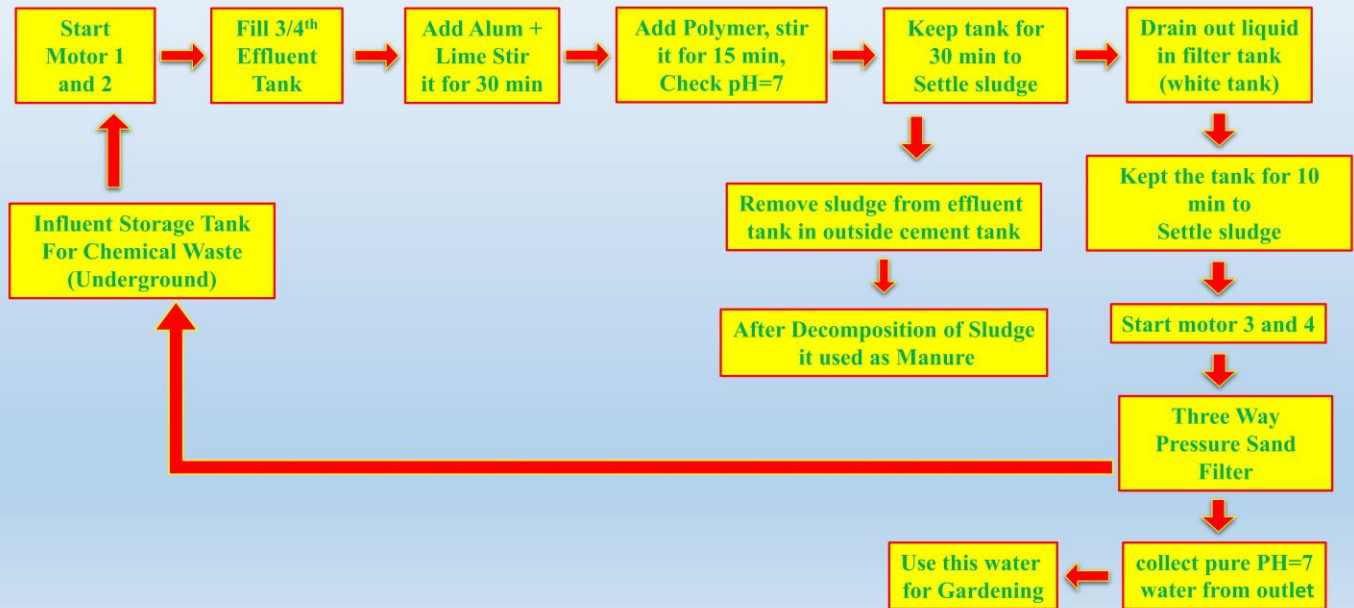 Start
Motor 1
and 2
Fill 3/4th
Effluent
Tank
Add Alum +
Lime Stir
it for 30 min
Add Polymer, stir
it for 15 min,
Check pH=7
Keep tank for
30 min to
Settle sludge
Drain out liquid
in filter tank
(white tank)
Influent Storage Tank
For Chemical Waste
(Underground)
Remove sludge from effluent
tank in outside cement tank
Kept the tank for 10
min to
Settle sludge
After Decomposition of Sludge
it used as Manure
Start motor 3 and 4
Three Way
Pressure Sand
Filter
Use this water
for Gardening
collect pure PH=7
water from outlet